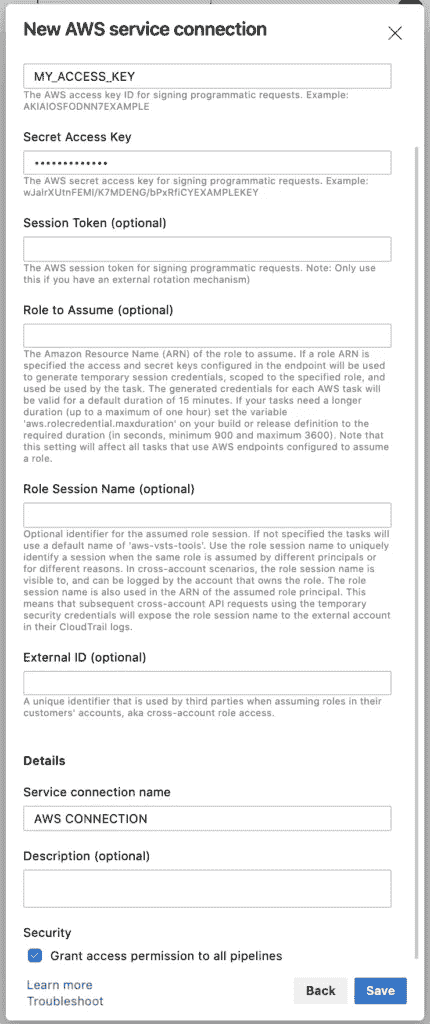 New AWS service connection
MY_ACCESS_KEY
The AWS access key ID for signing programmatic requests. Example:
AKIAIOSFODNN7EXAMPLE
Secret Access Key
•••••••••••••
The AWS secret access key for signing programmatic requests. Example:
wJalrXUtnFEMI/K7MDENG/bPxRfiCYEXAMPLEKEY
Session Token (optional)
The AWS session token for signing programmatic requests. Note: Only use
this if you have an external rotation mechanism)
Role to Assume (optional)
The Amazon Resource Name (ARN) of the role to assume. If a role ARN is
specified the access and secret keys configured in the endpoint will be used
to generate temporary session credentials, scoped to the specified role, and
used be used by the task. The generated credentials for each AWS task will
be valid for a default duration of 15 minutes. If your tasks need a longer
duration (up to a maximum of one hour) set the variable
'aws.rolecredential.maxduration' on your build or release definition to the
required duration (in seconds, minimum 900 and maximum 3600). Note that
this setting will affect all tasks that use AWS endpoints configured to assume
a role.
Role Session Name (optional)
Optional identifier for the assumed role session. If not specified the tasks will
use a default name of 'aws-vsts-tools'. Use the role session name to uniquely
identify a session when the same role is assumed by different principals or
for different reasons. In cross-account scenarios, the role session name is
visible to, and can be logged by the account that owns the role. The role
session name is also used in the ARN of the assumed role principal. This
means that subsequent cross-account API requests using the temporary
security credentials will expose the role session name to the external account
in their CloudTrail logs.
External ID (optional)
A unique identifier that is used by third parties when assuming roles in their
customers' accounts, aka cross-account role access.
Details
Service connection name
AWS CONNECTION
Description (optional)
Security
Grant access permission to all pipelines
Learn more
Troubleshoot
Back
Save